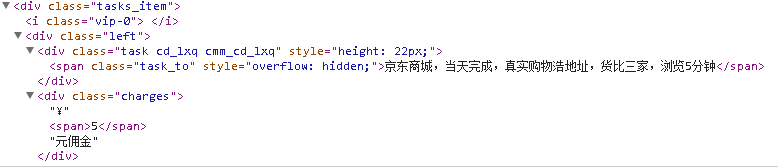 ▼<div class="tasks_item">
<i class="vip-0"> </i>
▼<div class="left">
▼<div class="task cd_lxq cmm_cd_lxq" style="height: 22px;">
<span class="task_to" style="overflow: hidden;">京东商城，当天完成，真实购物浩地址，货比三家，浏览5分钟</span>
</div>
▼<div class="charges">
"¥"
<span>5</span>
"元佣金"
</div>